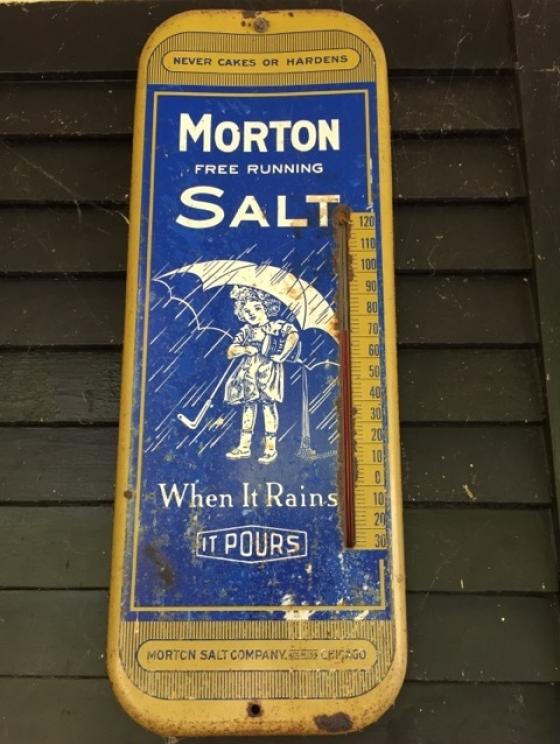 NEVER CAKES OR HARDENS
MORTON
FREE RUNNING
SALT
120
110
100
90
80
70
60
50
40
30
20
10
0
10
20
30
When It Rains
IT POURS
MORTON SALT COMPANY, CHICAGO